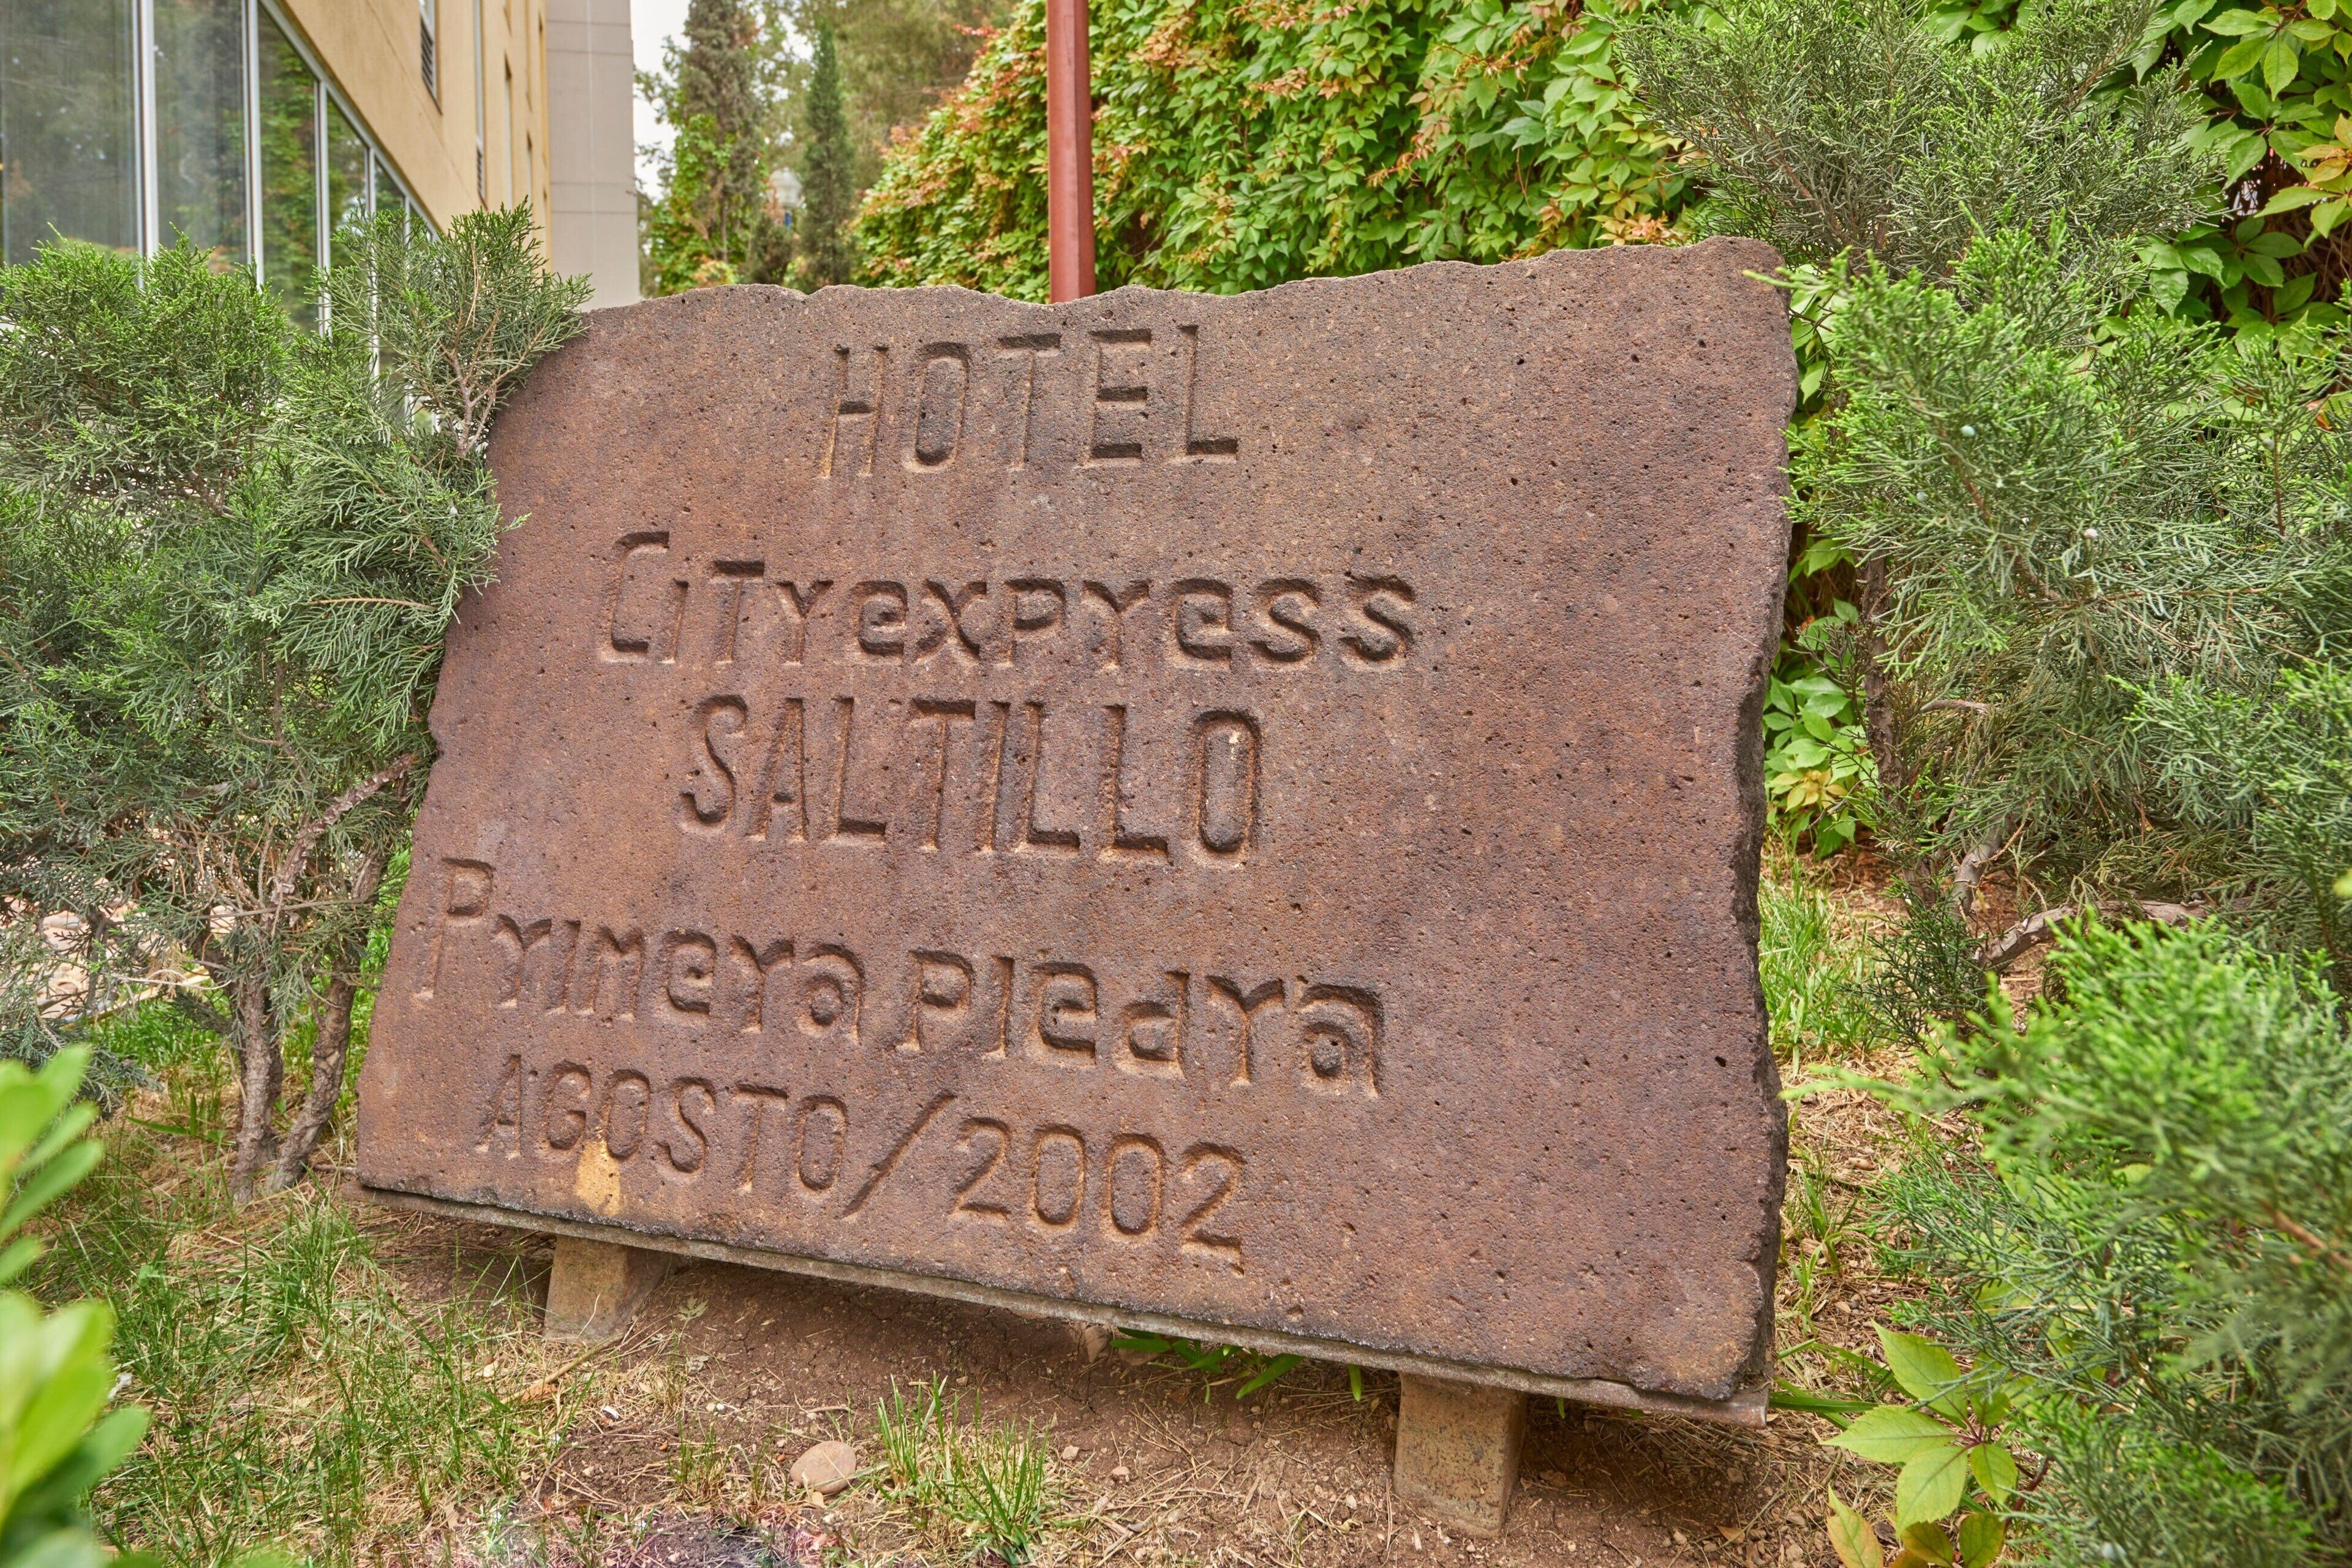 HOTEL
Cityexpress
SALTILLO
Primera Piedra
AGOSTO/2002